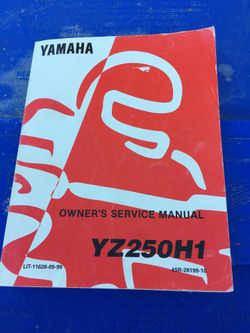 YAMAHA
OWNER'S SERVICE MANUAL
YZ250H1
LIT-11626-09-99
4SR-28199-10